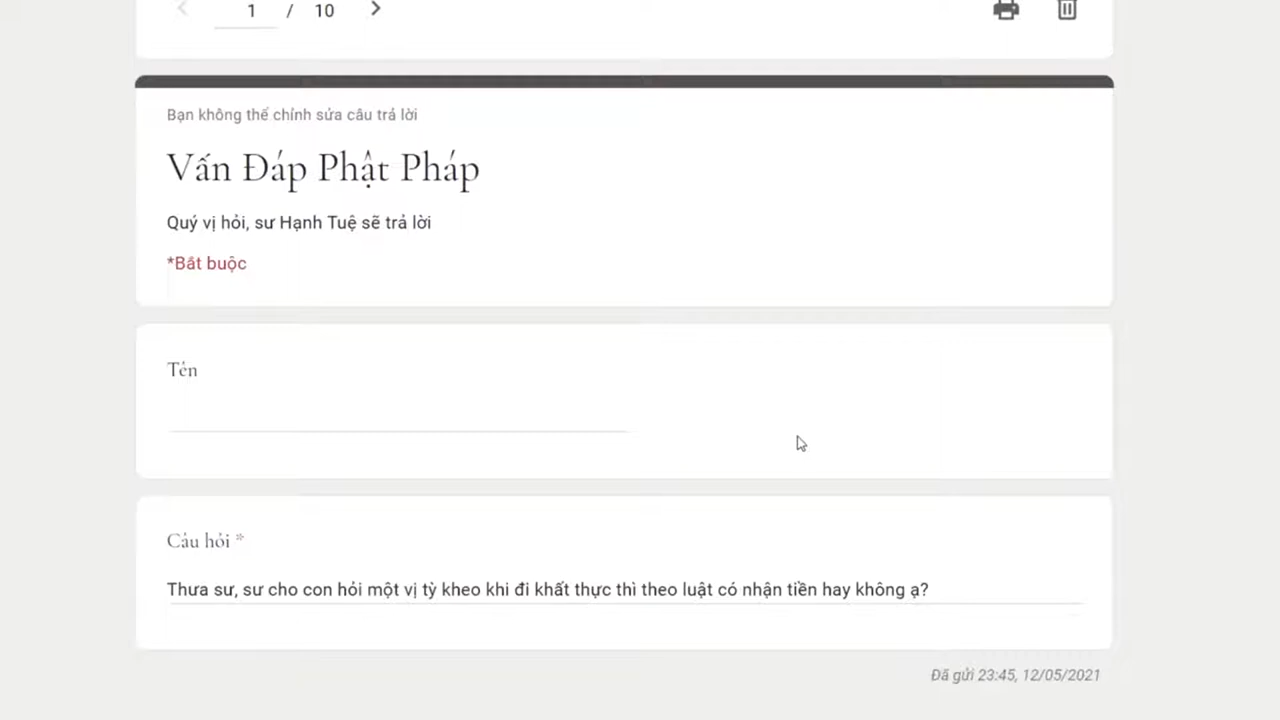 1 / 10
Bạn không thể chỉnh sửa câu trả lời
Vấn Đáp Phật Pháp
Quý vị hỏi, sư Hạnh Tuệ sẽ trả lời
*Bắt buộc
Tên
Câu hỏi *
Thưa sư, sư cho con hỏi một vị tỳ kheo khi đi khất thực thì theo luật có nhận tiền hay không ạ?
Đã gửi 23:45, 12/05/2021